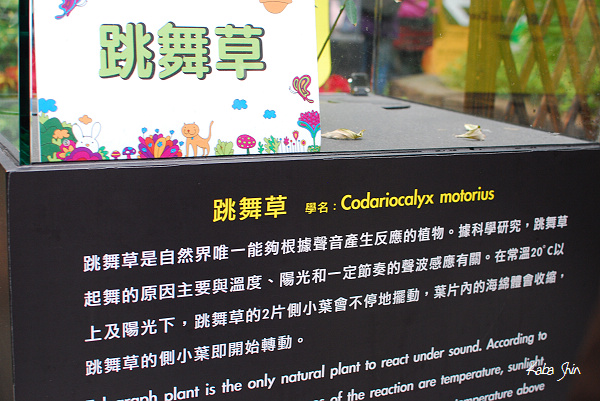 跳舞草
跳舞草 學名：Codariocalyx motorius
跳舞草是自然界唯一能夠根據聲音產生反應的植物。據科學研究，跳舞草
起舞的原因主要與溫度、陽光和一定節奏的聲波感應有關。在常溫20°C以
上及陽光下，跳舞草的2片側小葉會不停地擺動，葉片內的海綿體會收縮，
跳舞草的側小葉即開始轉動。
graph plant is the only natural plant to react under sound. According to
of the reaction are temperature, sunlight,
temperature above
Kaba Shin